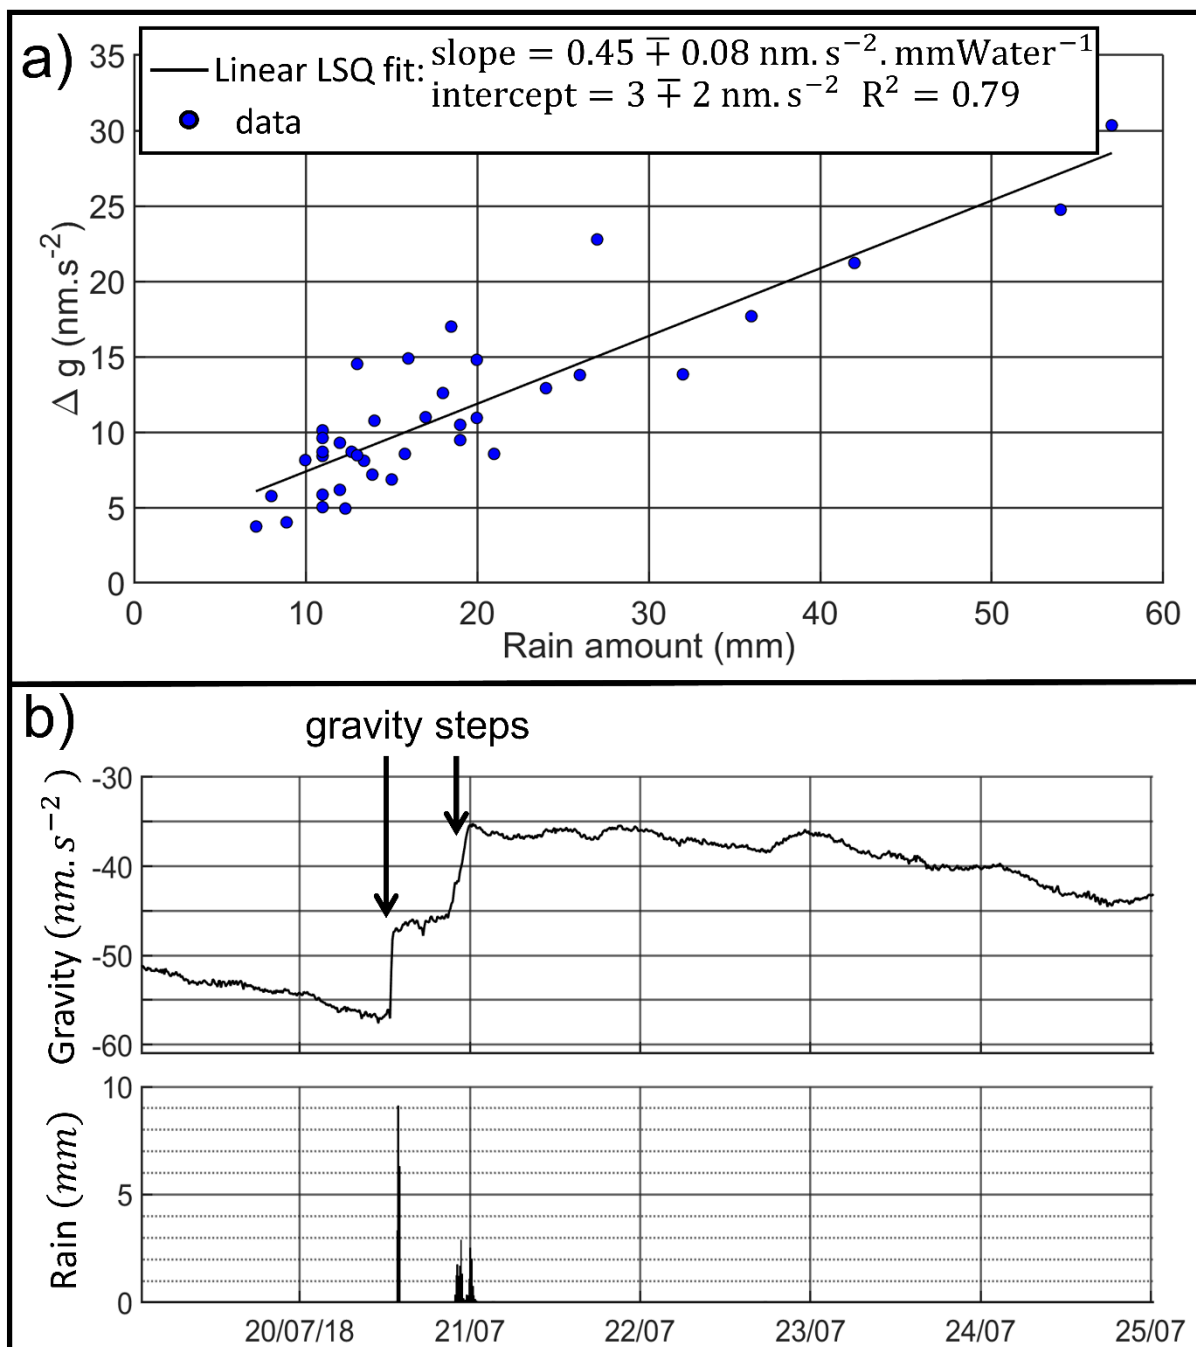 a)
Linear LSQ fit: slope = 0.45 ∓ 0.08 nm. s⁻². mmWater⁻¹
intercept = 3 ∓ 2 nm. s⁻² R² = 0.79
data
35
30
25
20
15
10
5
0
Δ g (nm.s⁻²)
0 10 20 30 40 50 60
Rain amount (mm)
b)
gravity steps
-30
-40
-50
-60
Gravity (nm. s⁻²)
10
5
0
Rain (mm)
20/07/18 21/07 22/07 23/07 24/07 25/07